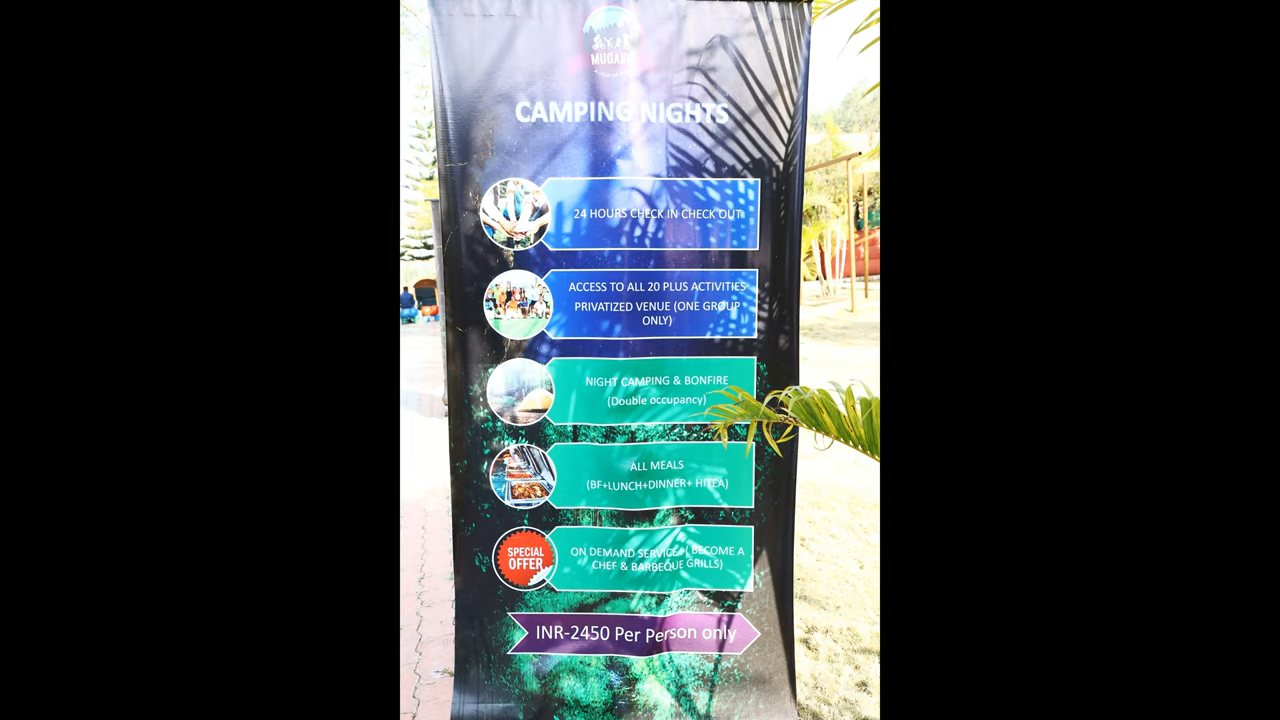 CAMPING NIGHTS
24 HOURS CHECK IN CHECK OUT
ACCESS TO ALL 20 PLUS ACTIVITIES
PRIVATIZED VENUE (ONE GROUP
ONLY)
NIGHT CAMPING & BONFIRE
(Double occupancy)
ALL MEALS
(BF+LUNCH+DINNER+ HITEA)
SPECIAL
OFFER
ON DEMAND SERVICE ( BECOME A
CHEF & BARBEQUE GRILLS)
INR-2450 Per Person only